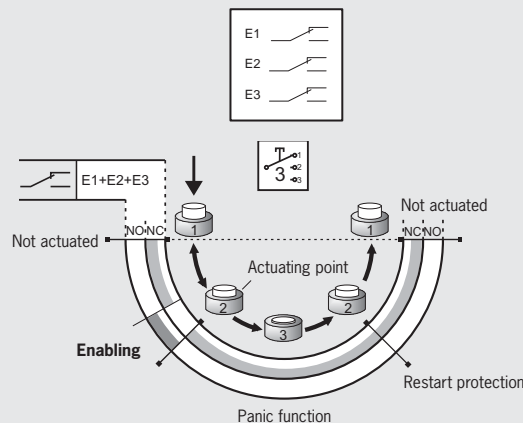 E1
E2
E3
1
2
3
3
E1+E2+E3
Not actuated
NO
NC
1
1
NC
NO
Not actuated
Actuating point
2
2
3
Enabling
Restart protection
Panic function